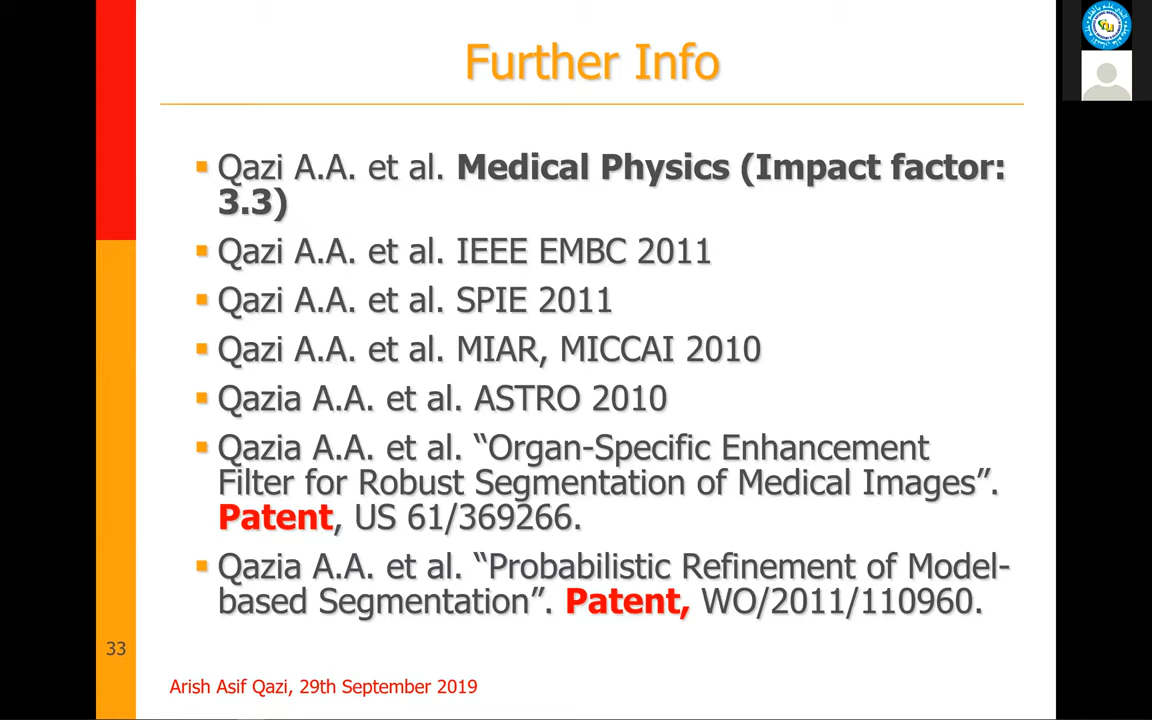 Further Info
Qazi A.A. et al. Medical Physics (Impact factor:
3.3)
Qazi A.A. et al. IEEE EMBC 2011
Qazi A.A. et al. SPIE 2011
Qazi A.A. et al. MIAR, MICCAI 2010
Qazia A.A. et al. ASTRO 2010
Qazia A.A. et al. “Organ-Specific Enhancement
Filter for Robust Segmentation of Medical Images”.
Patent, US 61/369266.
Qazia A.A. et al. “Probabilistic Refinement of Model-
based Segmentation”. Patent, WO/2011/110960.
33
Arish Asif Qazi, 29th September 2019